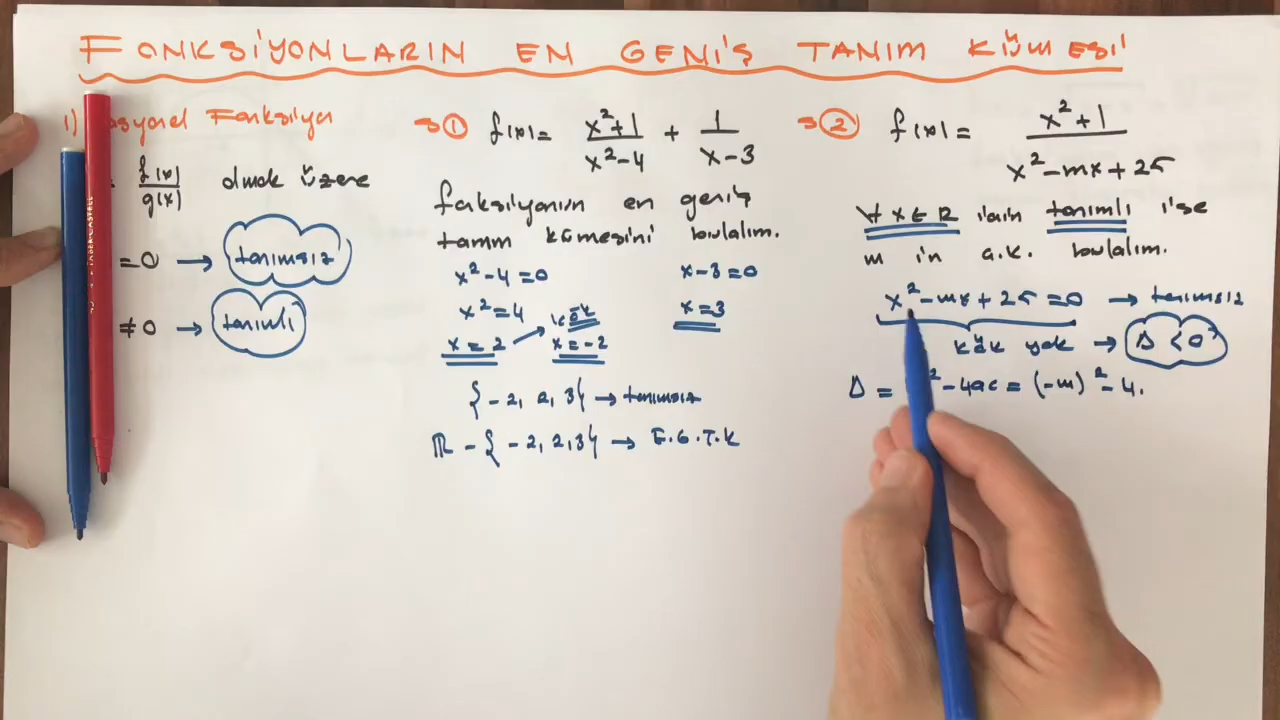 FONKSİYONLARIN EN GENİŞ TANIM KÜMESİ
1) asyonel Fonksiyon
f(x)/g(x) olmak üzere
=0 → tanımsız
≠0 → tanımlı
⇒ ① f(x)= x²+1/x²-4 + 1/x-3
fonksiyonun en geniş
tanım kümesini bulalım.
x²-4=0 x-3=0
x²=4 x=3
x=2 x=-2
{-2, 2, 3} → tanımsız
ℝ - {-2, 2, 3} → E.G.T.K
⇒ ② f(x)= x²+1/x²-mx+25
∀x∈R için tanımlı ise
m in a.k. bulalım.
x²-mx+25=0 → tanımsız
kök yok → Δ<0
Δ = ²-4ac = (-m)²-4.